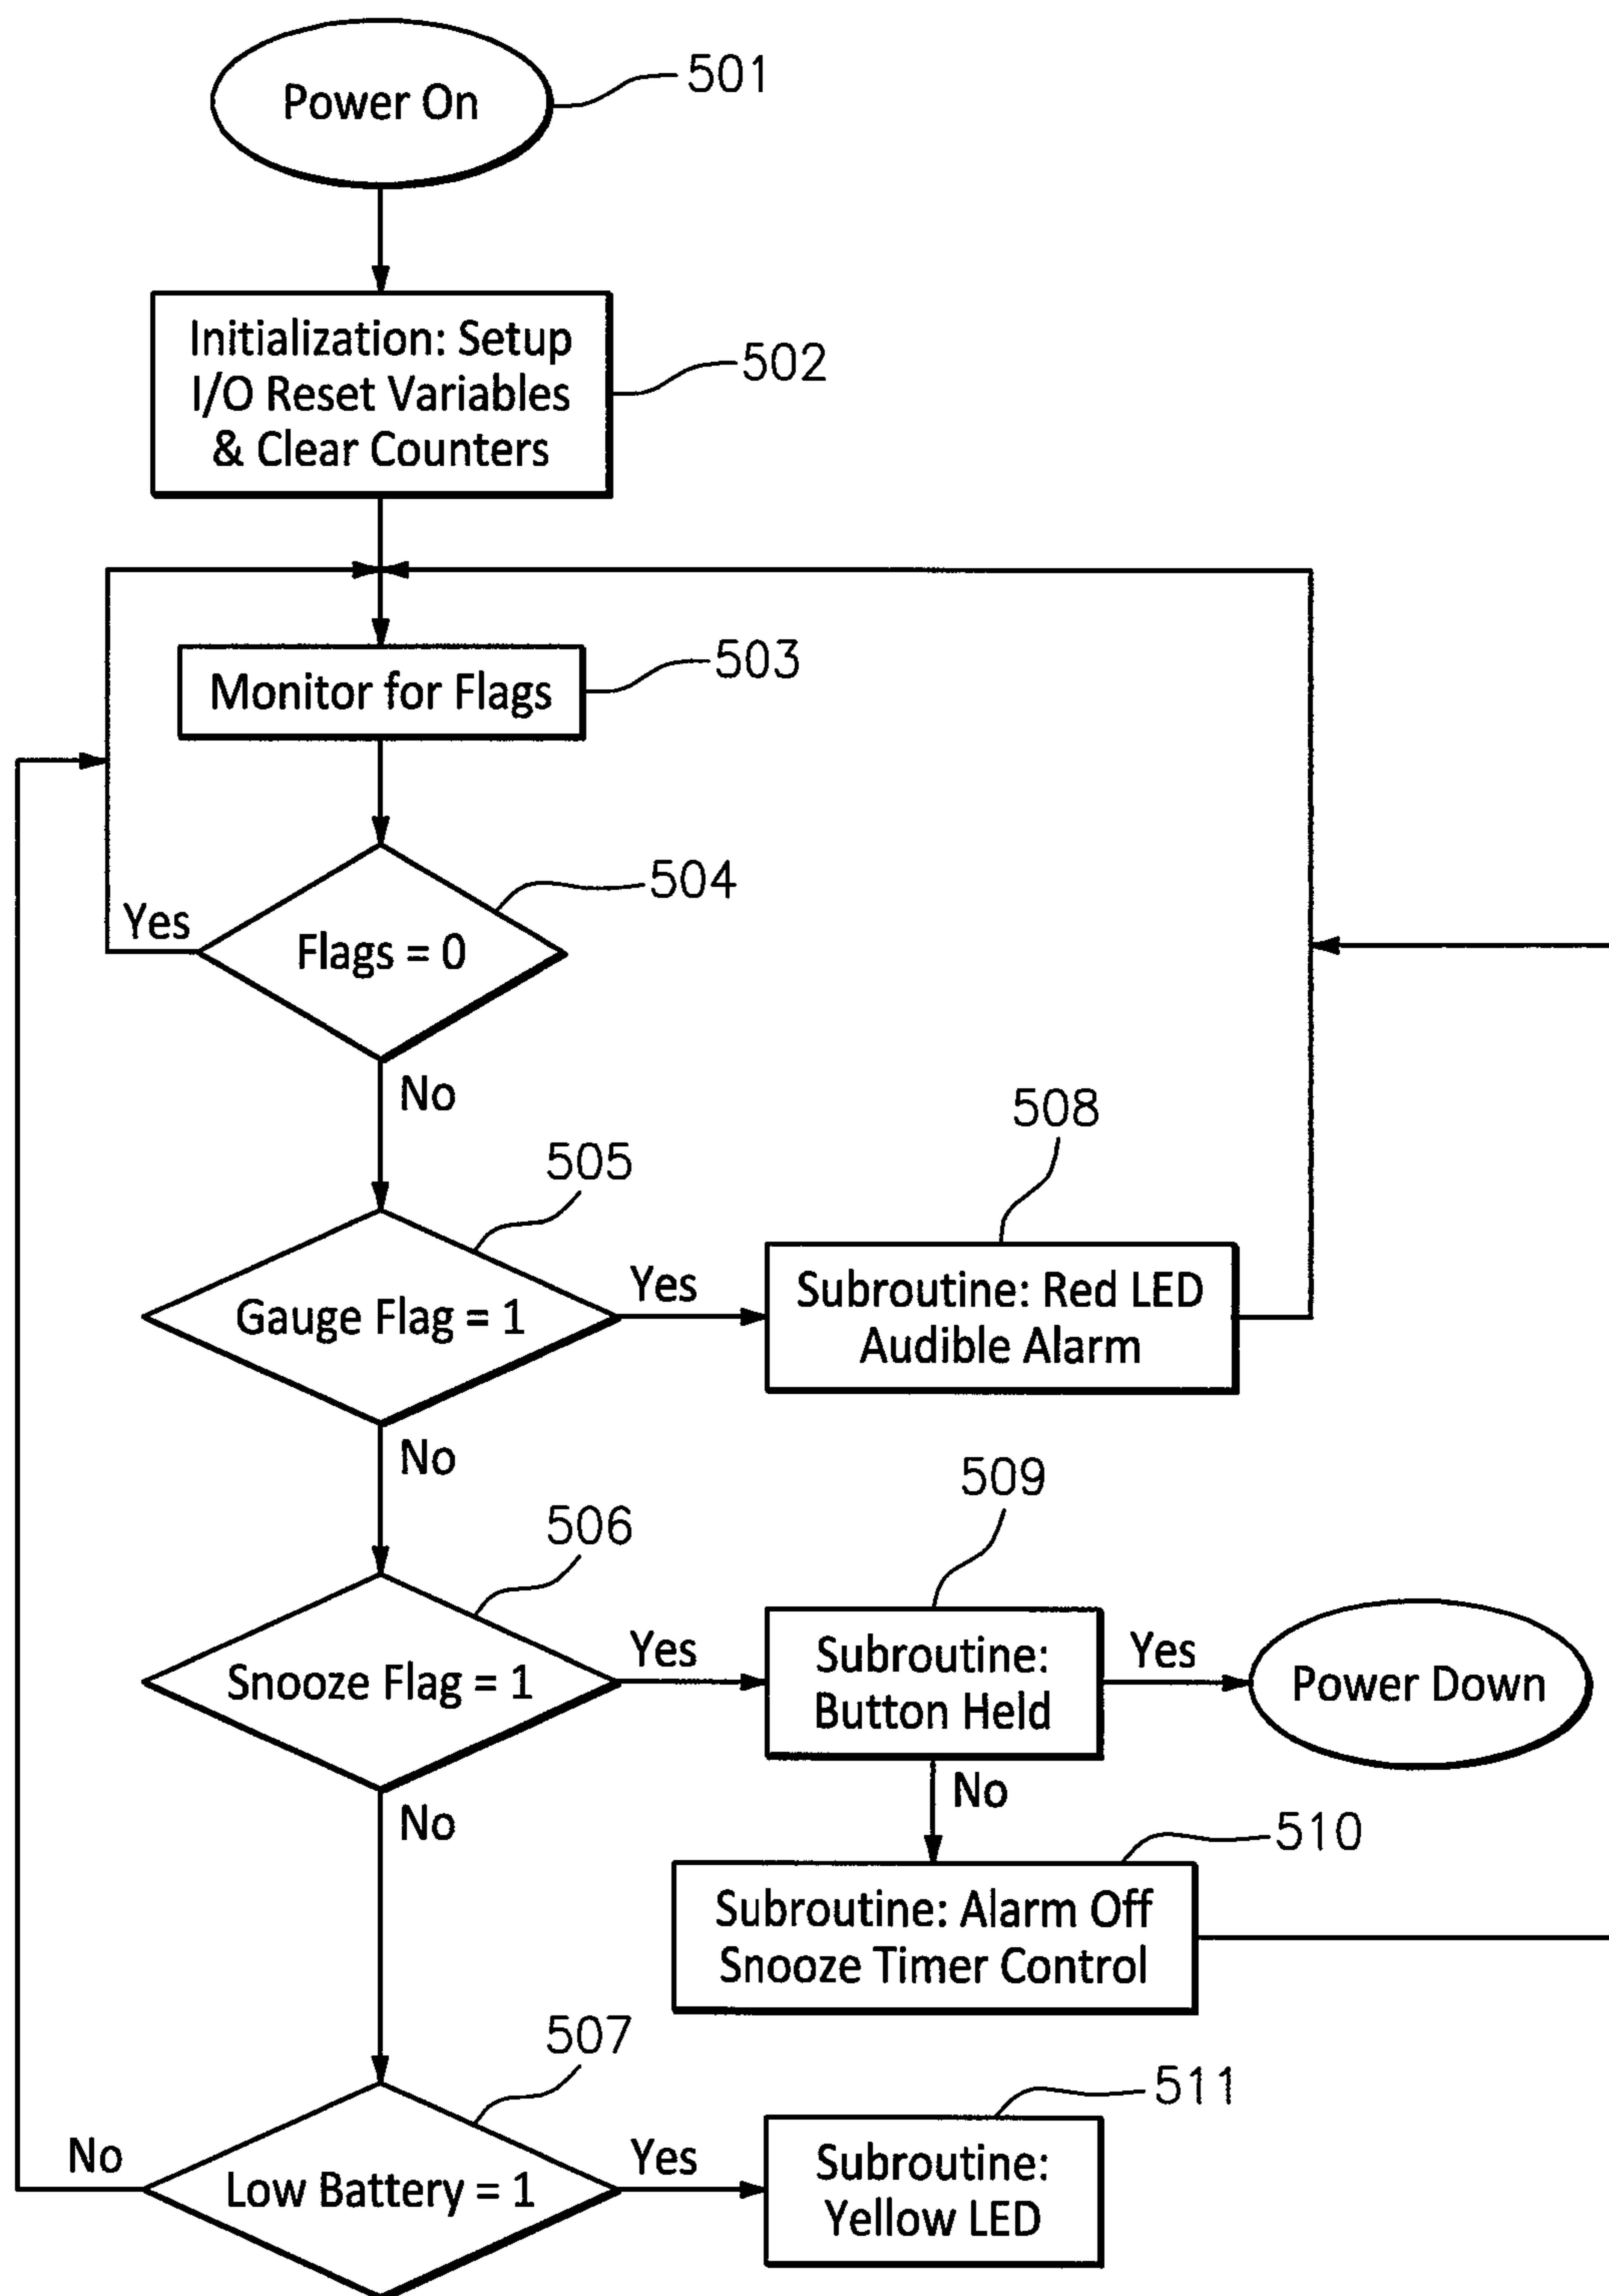 Power On
501
Initialization: Setup
I/O Reset Variables
& Clear Counters
502
Monitor for Flags
503
504
Yes
Flags = 0
No
505
508
Gauge Flag = 1
Yes
Subroutine: Red LED
Audible Alarm
No
506
509
Snooze Flag = 1
Yes
Subroutine:
Button Held
Yes
Power Down
No
No
510
Subroutine: Alarm Off
Snooze Timer Control
507
511
No
Low Battery = 1
Yes
Subroutine:
Yellow LED